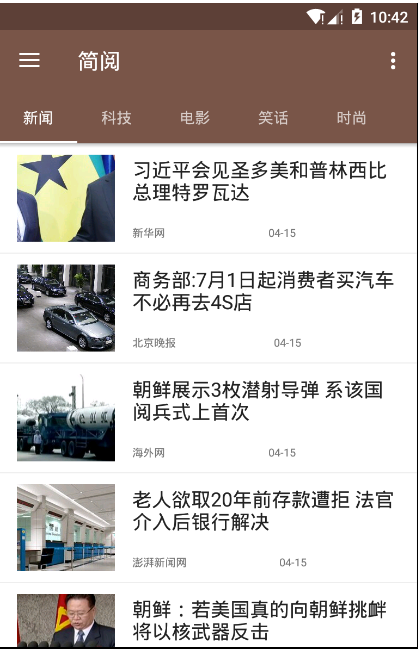 10:42
简阅
新闻 科技 电影 笑话 时尚
习近平会见圣多美和普林西比
总理特罗瓦达
新华网 04-15
商务部:7月1日起消费者买汽车
不必再去4S店
北京晚报 04-15
朝鲜展示3枚潜射导弹 系该国
阅兵式上首次
海外网 04-15
老人欲取20年前存款遭拒 法官
介入后银行解决
澎湃新闻网 04-15
朝鲜：若美国真的向朝鲜挑衅
将以核武器反击